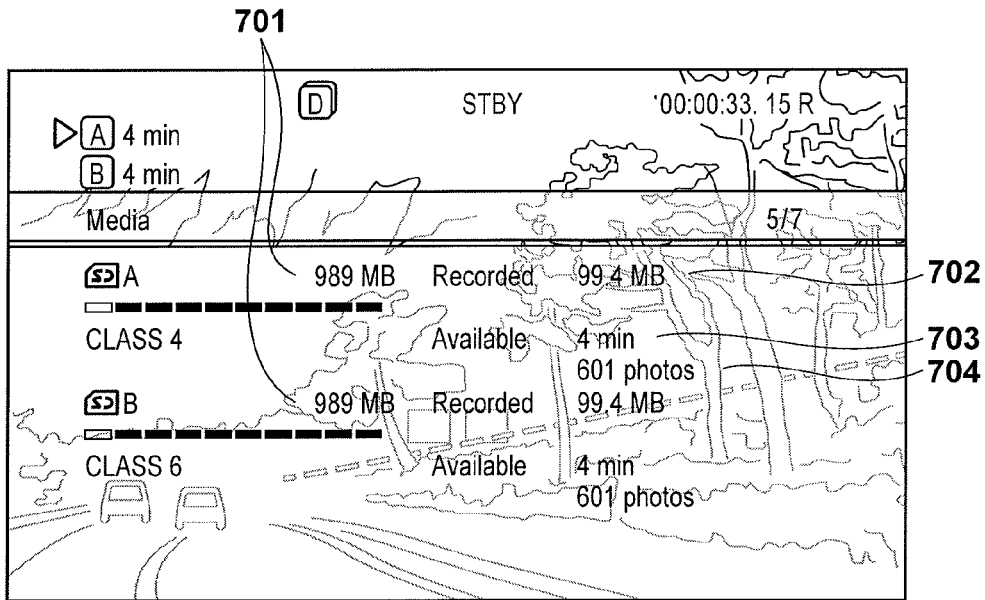 701
D STBY '00:00:33. 15 R
A 4 min
B 4 min
Media 5/7
SD A 989 MB Recorded 99.4 MB 702
CLASS 4 Available 4 min 703
601 photos 704
SD B 989 MB Recorded 99.4 MB
CLASS 6 Available 4 min
601 photos